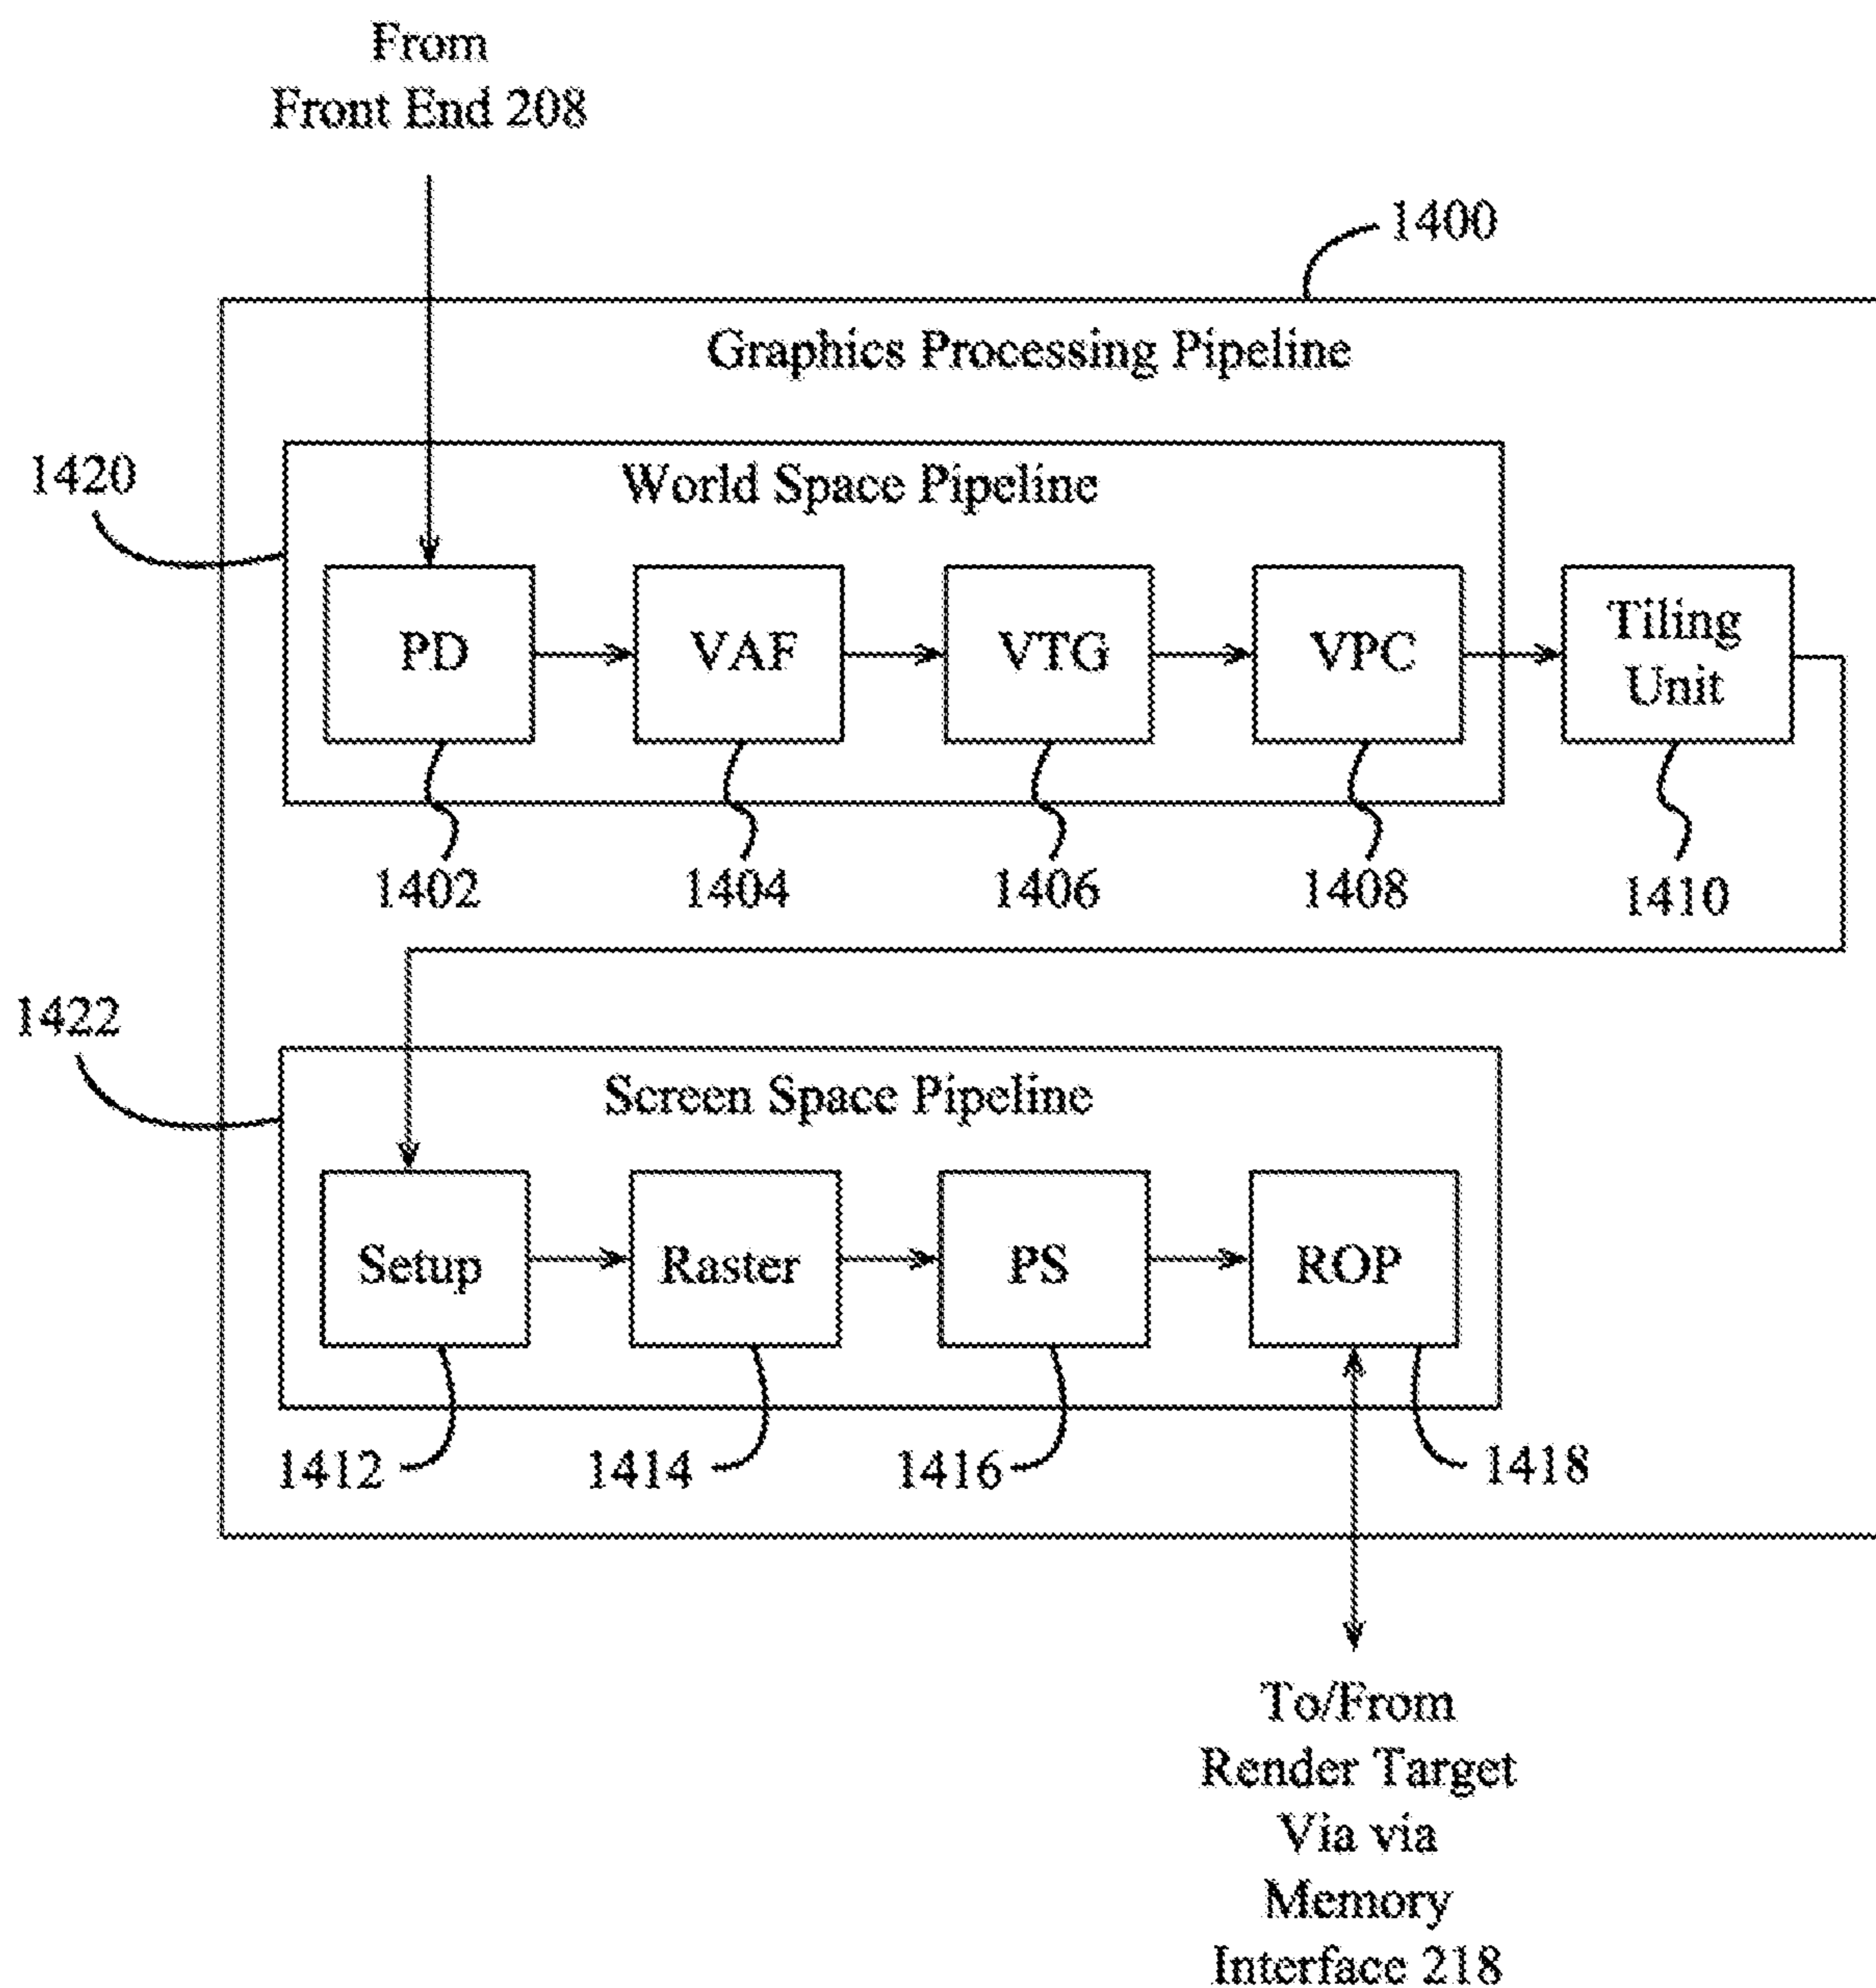 From
Front End 208
1400
Graphics Processing Pipeline
1420
World Space Pipeline
PD
VAF
VTG
VPC
Tiling
Unit
1402
1404
1406
1408
1410
1422
Screen Space Pipeline
Setup
Raster
PS
ROP
1412
1414
1416
1418
To/From
Render Target
Via via
Memory
Interface 218